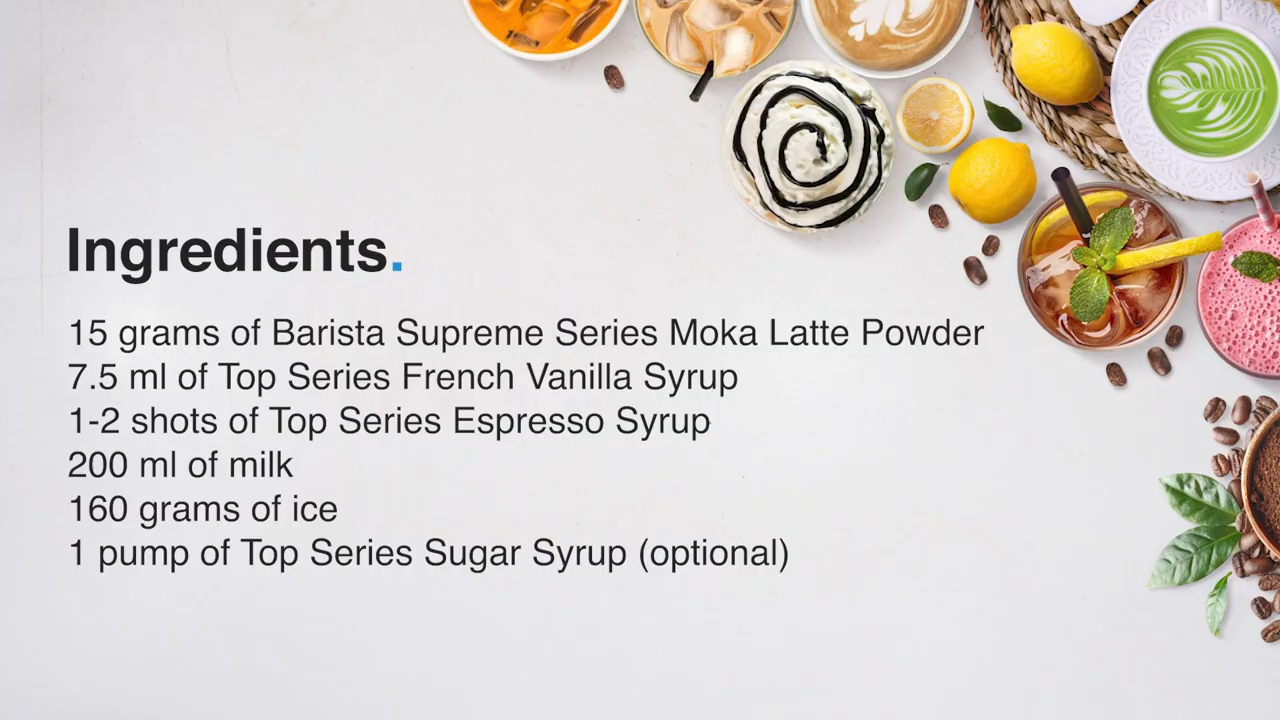 Ingredients.
15 grams of Barista Supreme Series Moka Latte Powder
7.5 ml of Top Series French Vanilla Syrup
1-2 shots of Top Series Espresso Syrup
200 ml of milk
160 grams of ice
1 pump of Top Series Sugar Syrup (optional)